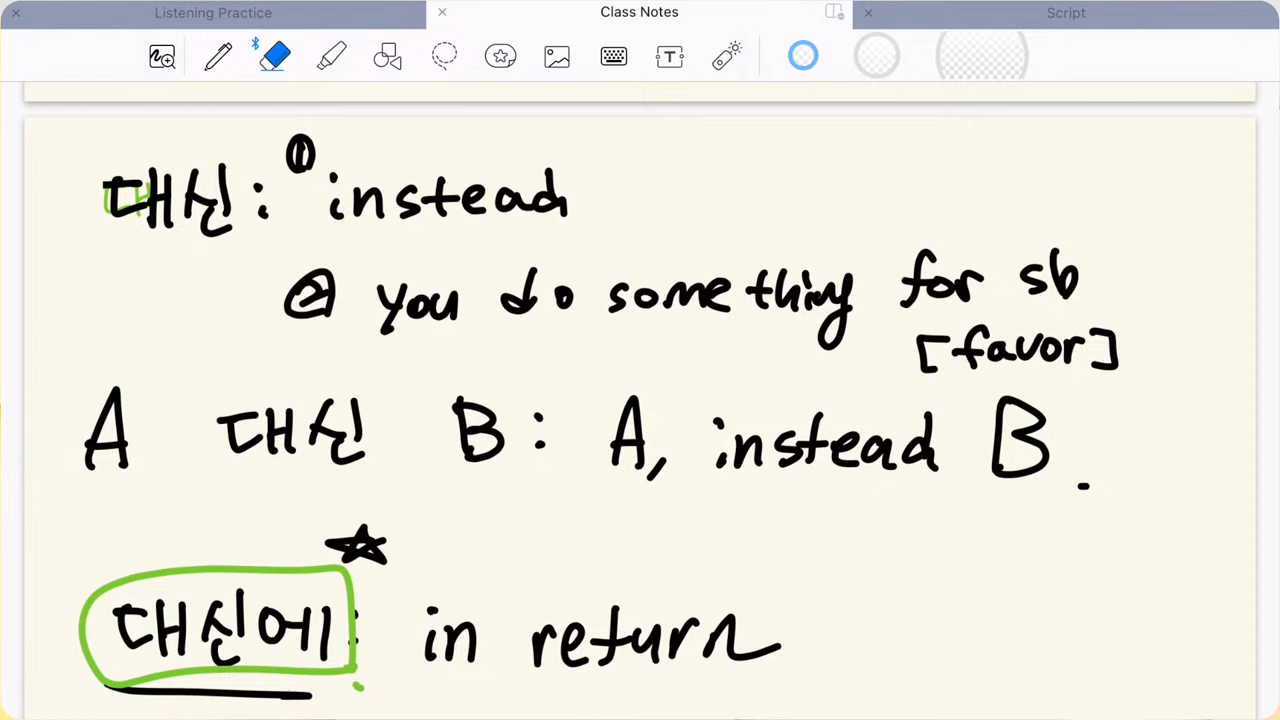 Listening Practice Class Notes Script
대신: ① instead
② you do something for sb
[favor]
A 대신 B: A, instead B.
대신에: in return